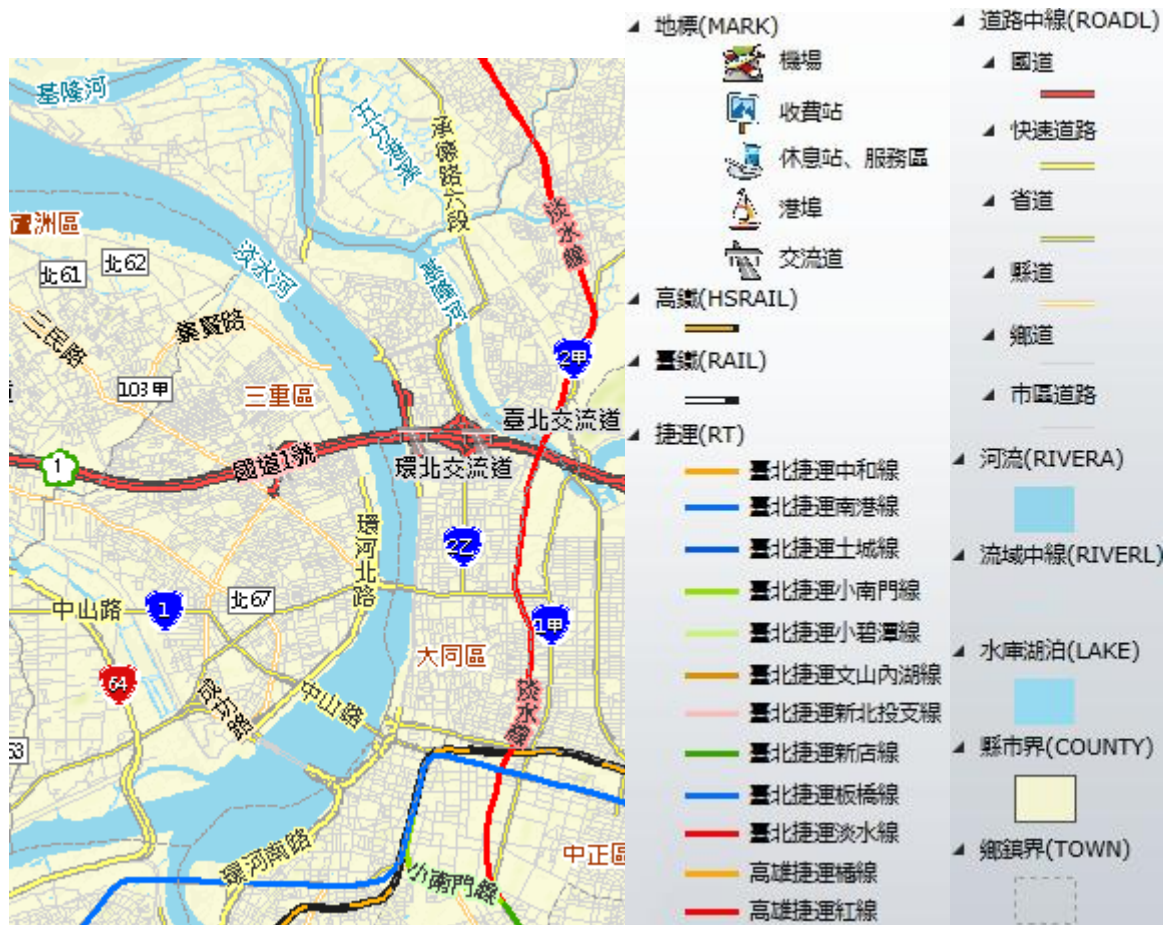 基隆河
蘆洲區
北61
北62
淡水河
三民路
集賢路
103甲
三重區
基隆河
淡水線
2甲
臺北交流道
環北交流道
國道1號
1
環河北路
2乙
中山路
1
北67
1甲
大同區
64
中山路
淡水線
63
環河南路
小南門線
中正區
地標(MARK)
機場
收費站
休息站、服務區
港埠
交流道
高鐵(HSRAIL)
臺鐵(RAIL)
捷運(RT)
臺北捷運中和線
臺北捷運南港線
臺北捷運土城線
臺北捷運小南門線
臺北捷運小碧潭線
臺北捷運文山內湖線
臺北捷運新北投支線
臺北捷運新店線
臺北捷運板橋線
臺北捷運淡水線
高雄捷運橘線
高雄捷運紅線
道路中線(ROADL)
國道
快速道路
省道
縣道
鄉道
市區道路
河流(RIVERA)
流域中線(RIVERL)
水庫湖泊(LAKE)
縣市界(COUNTY)
鄉鎮界(TOWN)